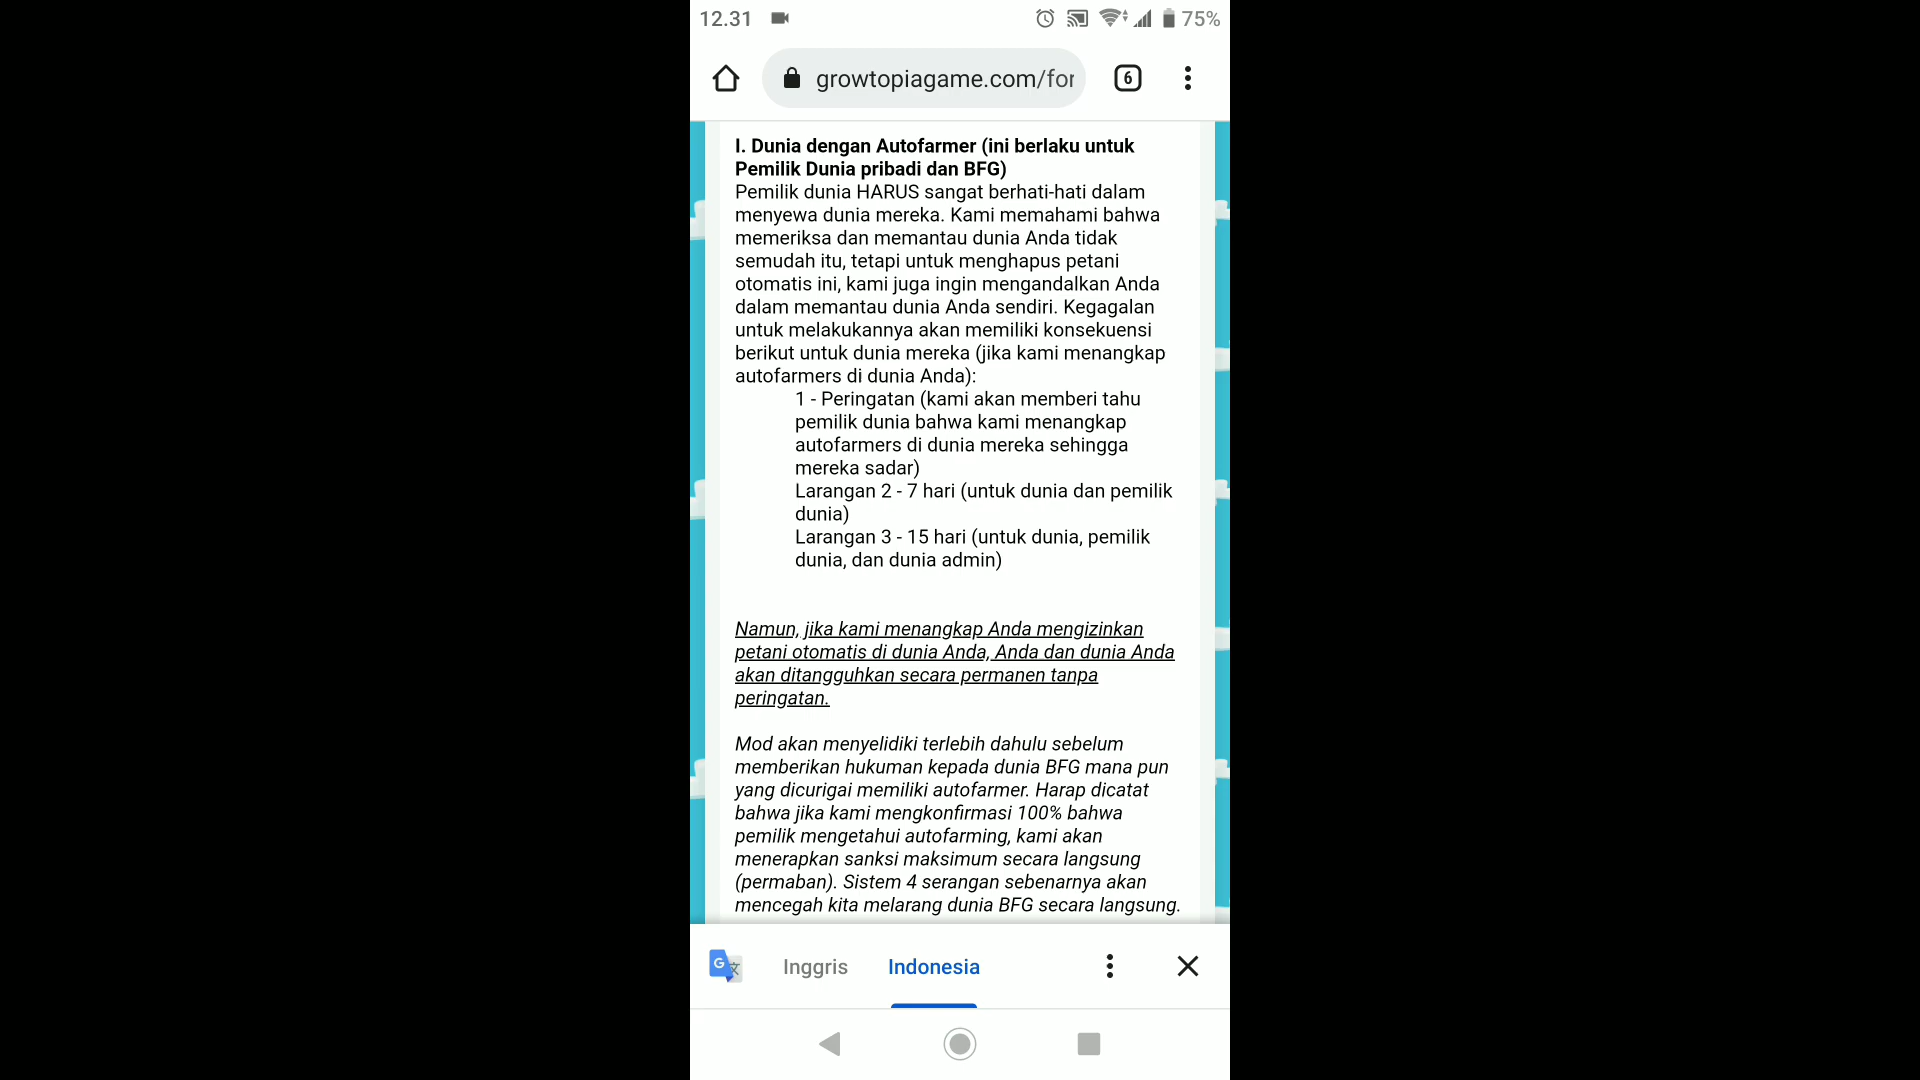 12.31
75%
growtopiagame.com/for
6
I. Dunia dengan Autofarmer (ini berlaku untuk
Pemilik Dunia pribadi dan BFG)
Pemilik dunia HARUS sangat berhati-hati dalam
menyewa dunia mereka. Kami memahami bahwa
memeriksa dan memantau dunia Anda tidak
semudah itu, tetapi untuk menghapus petani
otomatis ini, kami juga ingin mengandalkan Anda
dalam memantau dunia Anda sendiri. Kegagalan
untuk melakukannya akan memiliki konsekuensi
berikut untuk dunia mereka (jika kami menangkap
autofarmers di dunia Anda):
1 - Peringatan (kami akan memberi tahu
pemilik dunia bahwa kami menangkap
autofarmers di dunia mereka sehingga
mereka sadar)
Larangan 2 - 7 hari (untuk dunia dan pemilik
dunia)
Larangan 3 - 15 hari (untuk dunia, pemilik
dunia, dan dunia admin)
Namun, jika kami menangkap Anda mengizinkan
petani otomatis di dunia Anda, Anda dan dunia Anda
akan ditangguhkan secara permanen tanpa
peringatan.
Mod akan menyelidiki terlebih dahulu sebelum
memberikan hukuman kepada dunia BFG mana pun
yang dicurigai memiliki autofarmer. Harap dicatat
bahwa jika kami mengkonfirmasi 100% bahwa
pemilik mengetahui autofarming, kami akan
menerapkan sanksi maksimum secara langsung
(permaban). Sistem 4 serangan sebenarnya akan
mencegah kita melarang dunia BFG secara langsung.
G 文 Inggris Indonesia